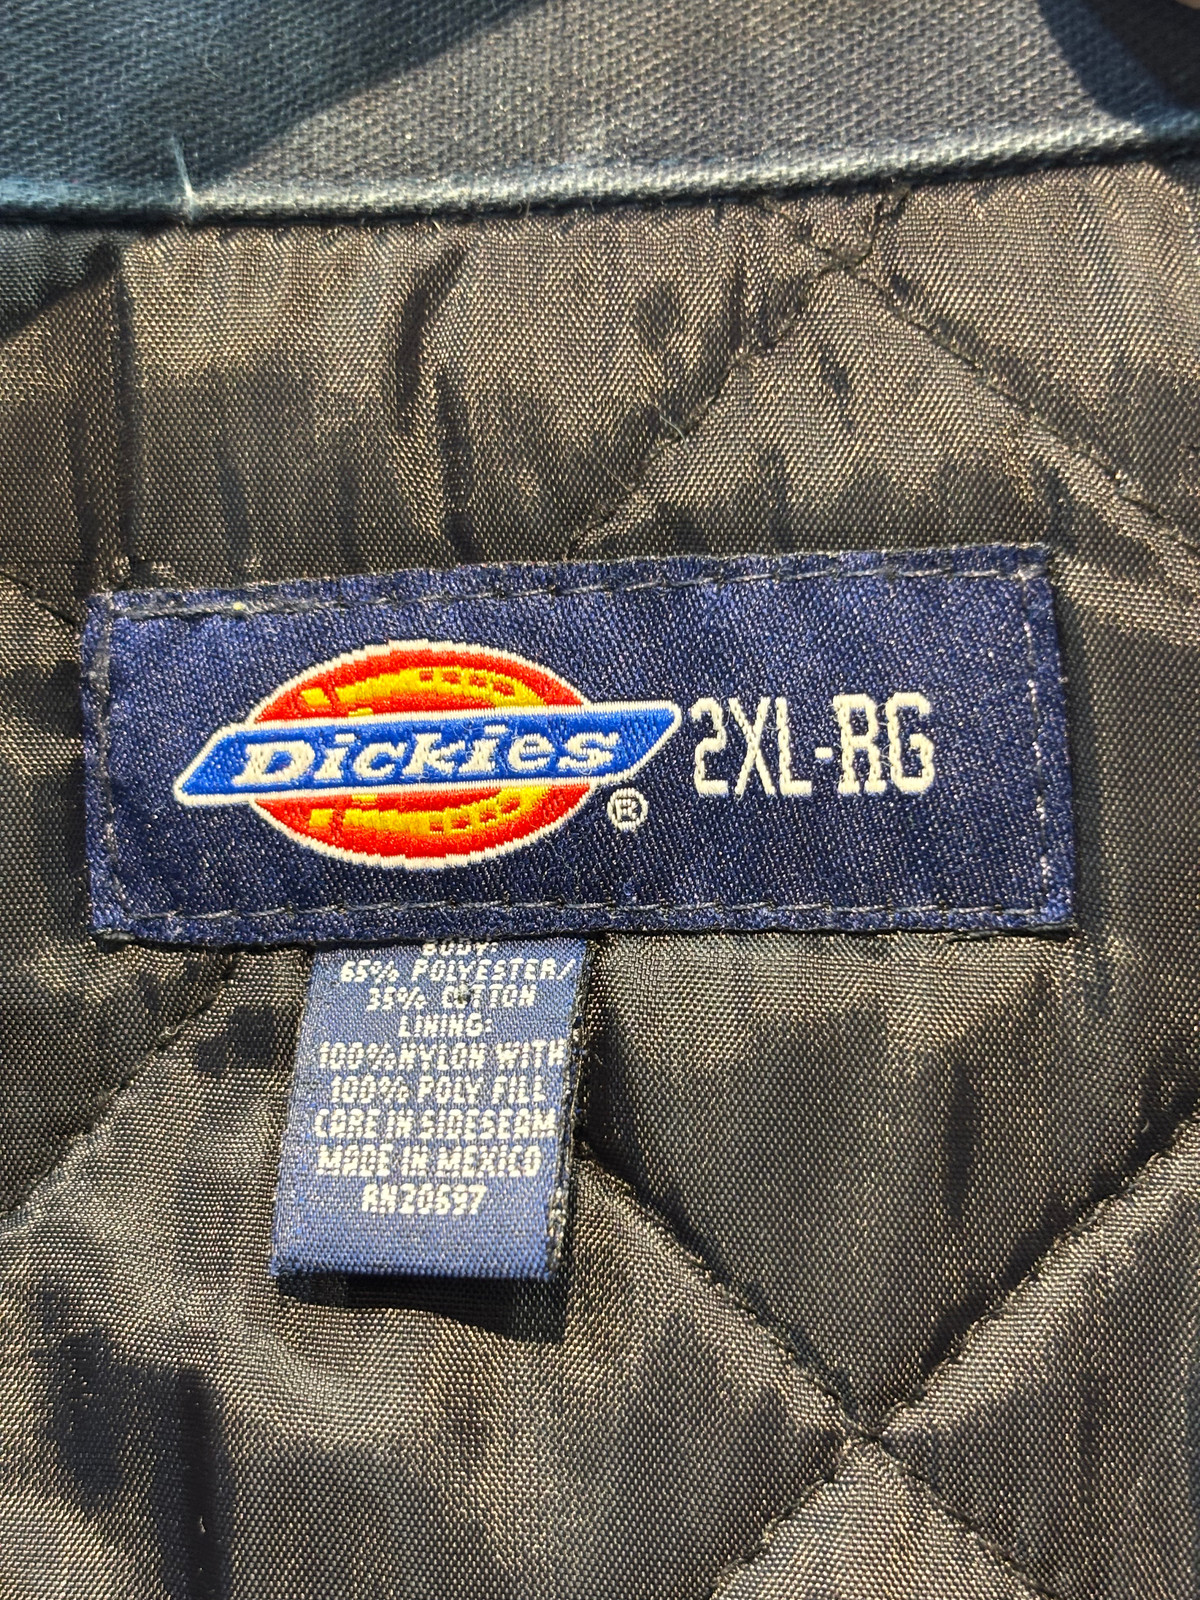 Dickies
®
2XL-RG
BODY:
65% POLYESTER/
35% COTTON
LINING:
100% NYLON WITH
100% POLY FILL
CARE IN SIDESEAM
MADE IN MEXICO
RN20697